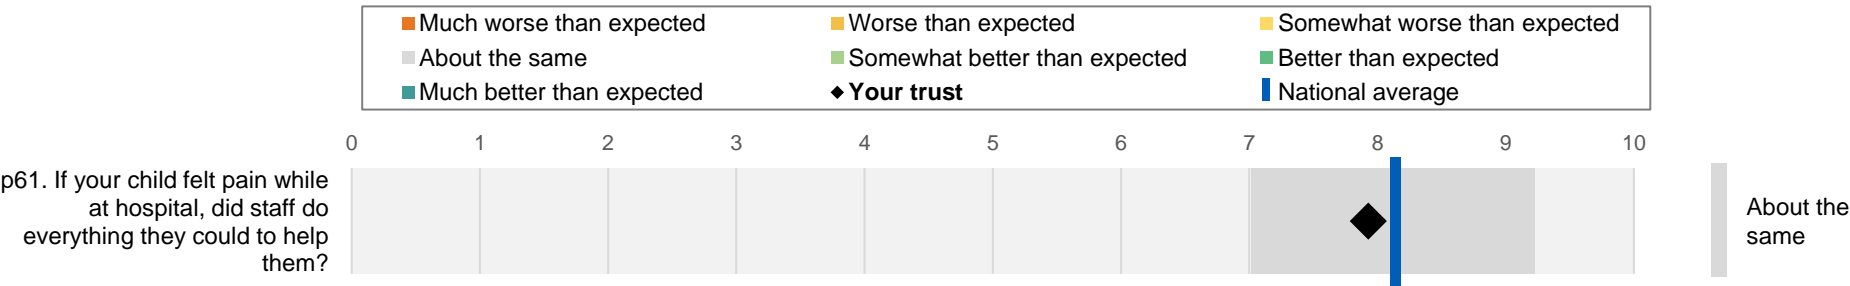 Much worse than expected Worse than expected Somewhat worse than expected
About the same Somewhat better than expected Better than expected
Much better than expected Your trust National average
0 1 2 3 4 5 6 7 8 9 10
p61. If your child felt pain while
at hospital, did staff do
everything they could to help
them?
About the
same